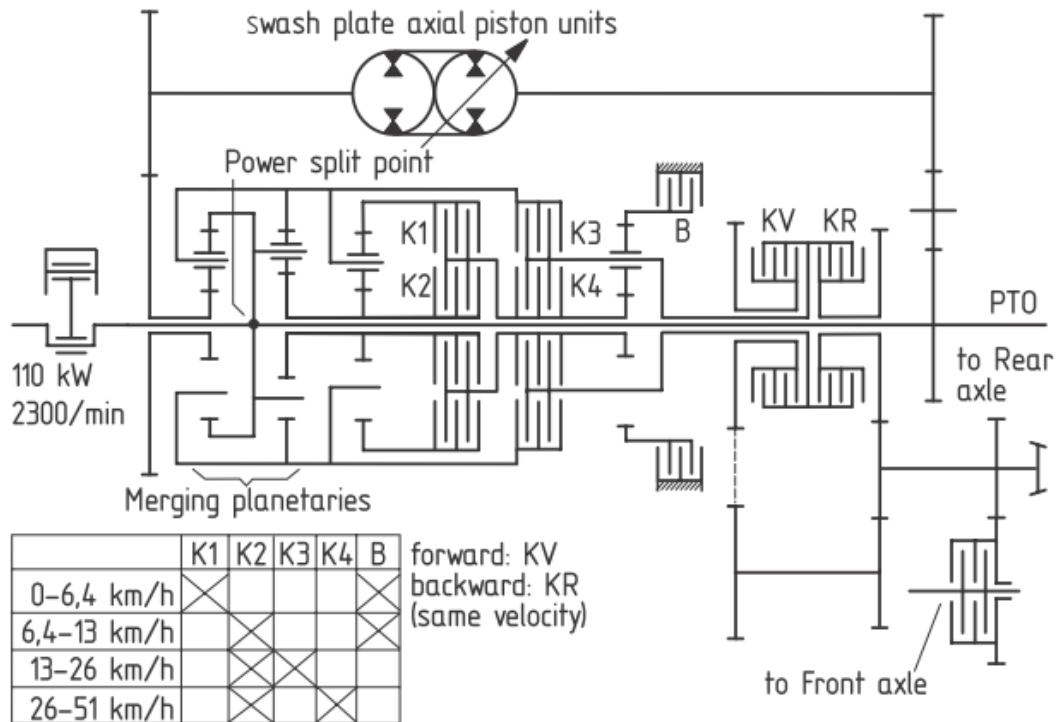 swash plate axial piston units
Power split point
K1
K3
KV
KR
B
K2
K4
PTO
110 kW
2300/min
to Rear
axle
Merging planetaries
K1 K2 K3 K4 B
0-6,4 km/h
6,4-13 km/h
13-26 km/h
26-51 km/h
forward: KV
backward: KR
(same velocity)
to Front axle